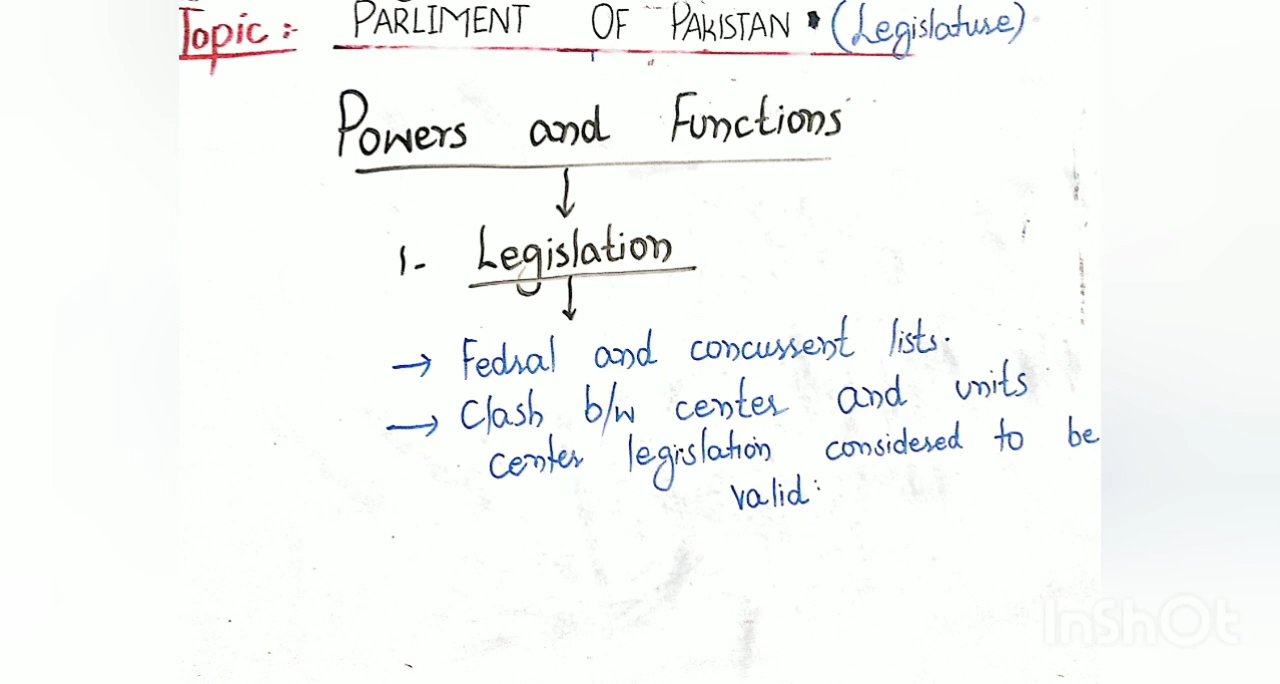 Topic :- PARLIMENT OF PAKISTAN (Legislature)
Powers and Functions
1- Legislation
→ Fedral and concurrent lists.
→ Clash b/w center and units
center legislation considered to be
valid:
InShOt